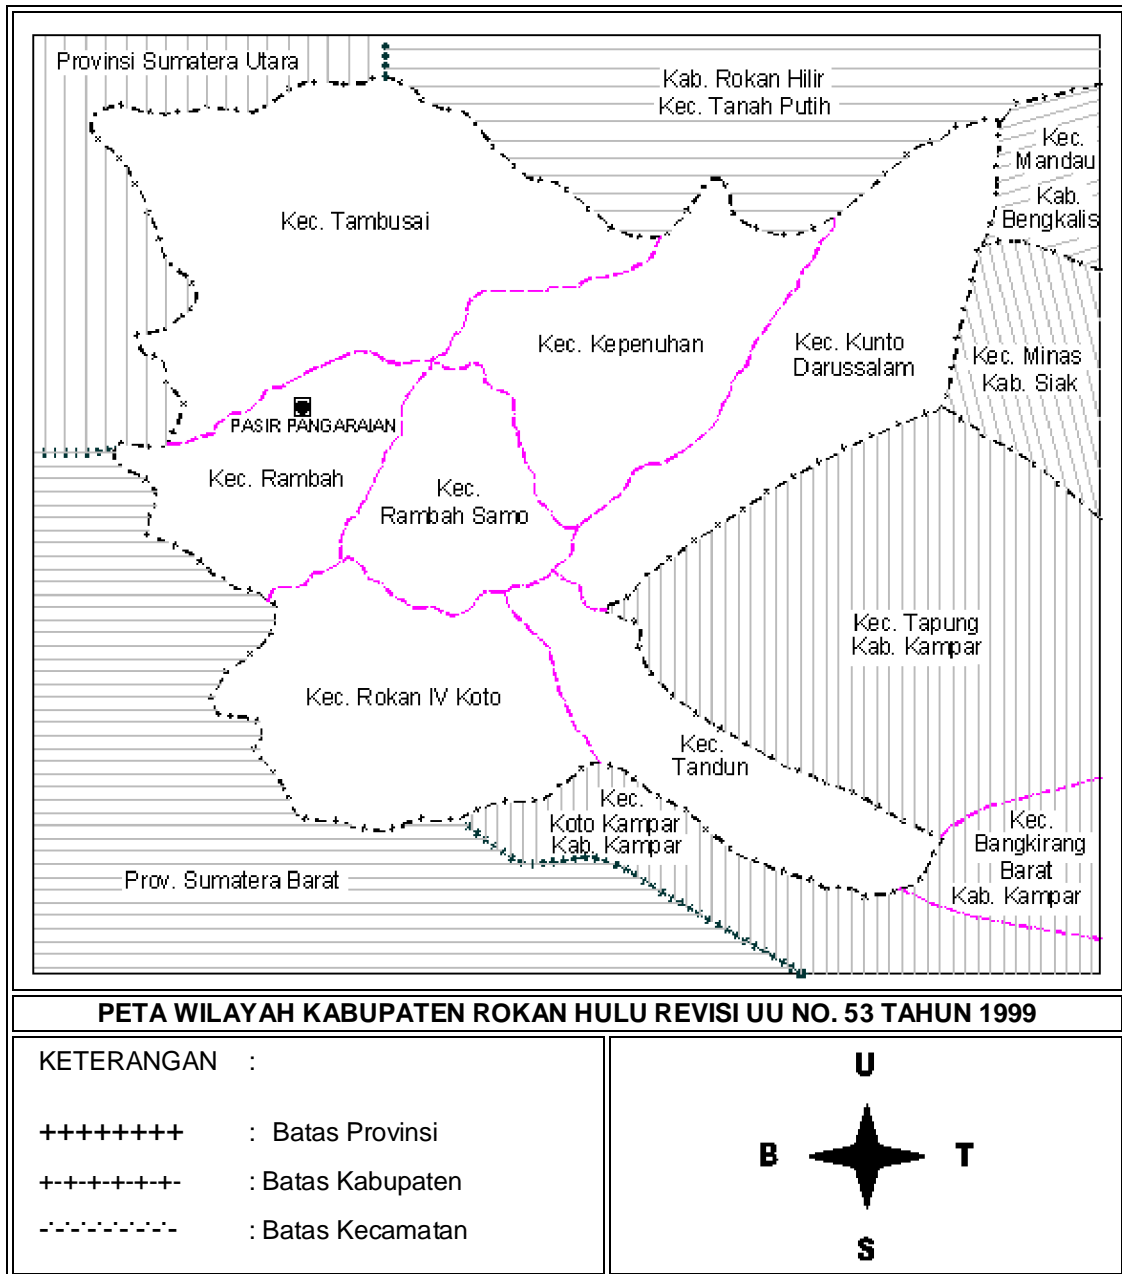 Provinsi Sumatera Utara
Kab. Rokan Hilir
Kec. Tanah Putih
Kec.
Mandau
Kab.
Bengkalis
Kec. Tambusai
Kec. Kepenuhan
Kec. Kunto
Darussalam
Kec. Minas
Kab. Siak
PASIR PANGARAIAN
Kec. Rambah
Kec.
Rambah Samo
Kec. Tapung
Kab. Kampar
Kec. Rokan IV Koto
Kec.
Tandun
Kec.
Koto Kampar
Kab. Kampar
Kec.
Bangkirang
Barat
Kab. Kampar
Prov. Sumatera Barat
PETA WILAYAH KABUPATEN ROKAN HULU REVISI UU NO. 53 TAHUN 1999
KETERANGAN :
++++++++ : Batas Provinsi
+-+-+-+-+-+- : Batas Kabupaten
: Batas Kecamatan
U
B T
S